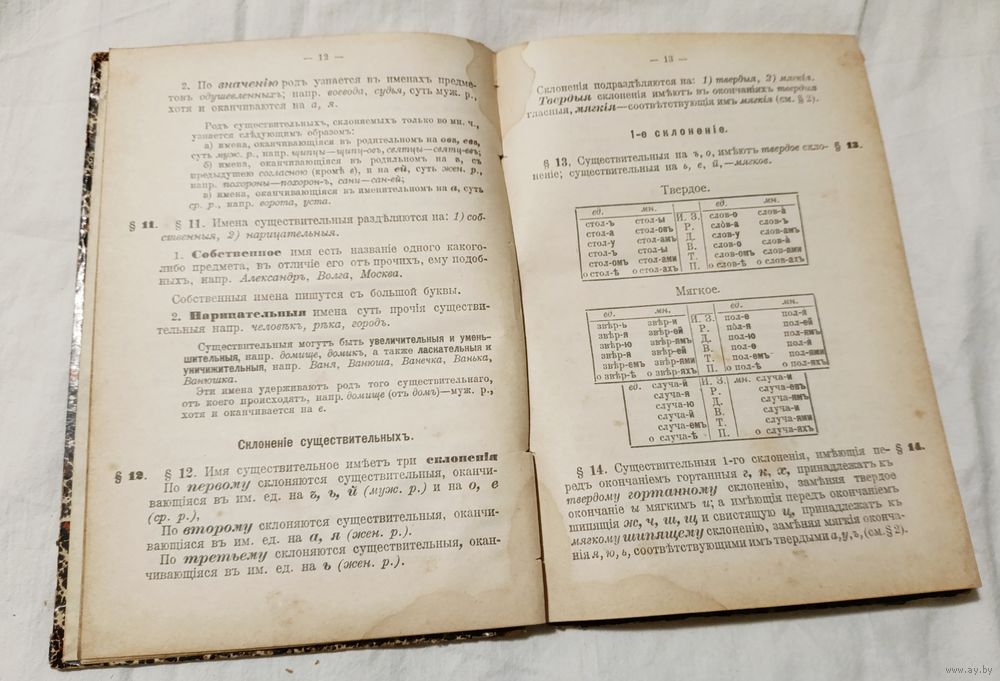 — 12 —
2. По значенію родъ узнается въ именахъ предме-
товъ одушевленныхъ; напр. воевода, судья, суть муж. р.,
хотя и оканчиваются на а, я.
Родъ существительныхъ, склоняемыхъ только во мн. ч.,
узнается слѣдующимъ образомъ:
а) имена, оканчивающіяся въ родительномъ на овъ, евъ,
суть муж. р., напр. щипцы—щипц-овъ, святцы—святц-евъ;
б) имена, оканчивающіяся въ родильномъ на ъ, съ
предыдущею согласною (кромѣ в), и на ей, суть жен. р.,
напр. похороны—похорон-ъ, сани—сан-ей;
в) имена, оканчивающіяся въ именительномъ на а, суть
ср. р., напр. ворота, уста.
§ 11. § 11. Имена существительныя раздѣляются на: 1) соб-
ственныя, 2) нарицательныя.
1. Собственное имя есть названіе одного какого-
либо предмета, въ отличіе его отъ прочихъ, ему подоб-
ныхъ, напр. Александръ, Волга, Москва.
Собственныя имена пишутся съ большой буквы.
2. Нарицательныя имена суть прочія существи-
тельныя напр. человѣкъ, рѣка, городъ.
Существительныя могутъ быть увеличительныя и умень-
шительныя, напр. домище, домикъ, а также ласкательныя и
уничижительныя, напр. Ваня, Ванюша, Ванечка, Ванька,
Ванюшка.
Эти имена удерживаютъ родъ того существительнаго,
отъ коего происходятъ, напр. домище (отъ домъ)—муж. р.,
хотя и оканчивается на е.
Склоненіе существительныхъ.
§ 12. § 12. Имя существительное имѣетъ три склоненія
По первому склоняются существительныя, оканчи-
вающіяся въ им. ед. на ъ, ь, й (муж. р.) и на о, е
(ср. р.),
По второму склоняются существительныя, оканчи-
вающіяся въ им. ед. на а, я (жен. р.).
По третьему склоняются существительныя, окан-
чивающіяся въ им. ед. на ь (жен. р.).
— 13 —
Склоненія подраздѣляются на: 1) твердыя, 2) мягкія.
Твердыя склоненія имѣютъ въ окончаніяхъ твердыя
гласныя, мягкія—соотвѣтствующія имъ мягкія (см. § 2).
1-е склоненіе.
§ 13. Существительныя на ъ, о, имѣютъ твердое скло- § 13.
неніе; существительныя на ь, е, й,—мягкое.
Твердое.
ед. мн. ед. мн.
стол-ъ стол-ы И. З. слов-о слов-а́
стол-а стол-овъ Р. сло́в-а слов-ъ
стол-у стол-амъ Д. слов-у слов-амъ
стол-ъ стол-ы В. слов-о слов-а́
стол-омъ стол-ами Т. слов-омъ слов-ами
о стол-ѣ о стол-ахъ П. о слов-ѣ о слов-ахъ
Мягкое.
ед. мн. ед. мн.
звѣр-ь звѣр-и И. З. пол-е пол-я́
звѣр-я звѣр-ей Р. по́л-я пол-ей
звѣр-ю звѣр-ямъ Д. пол-ю пол-ямъ
звѣр-я звѣр-ей В. пол-е пол-я́
звѣр-емъ звѣр-ями Т. пол-емъ пол-ями
о звѣр-ѣ о звѣр-яхъ П. о пол-ѣ о пол-яхъ
ед. случа-й И. З. мн. случа-и
случа-я Р. случа-евъ
случа-ю Д. случа-ямъ
случа-й В. случа-и
случа-емъ Т. случа-ями
о случа-ѣ П. о случа-яхъ
§ 14. Существительныя 1-го склоненія, имѣющія пе- § 14.
редъ окончаніемъ гортанныя г, к, х, принадлежатъ къ
твердому гортанному склоненію, замѣняя твердое
окончаніе ы мягкимъ и; а имѣющія передъ окончаніемъ
шипящія ж, ч, ш, щ и свистящую ц, принадлежатъ къ
мягкому шипящему склоненію, замѣняя мягкія оконча-
нія я, ю, ь, соотвѣтствующими имъ твердыми а, у, ъ, (см. § 2).
www.ay.by